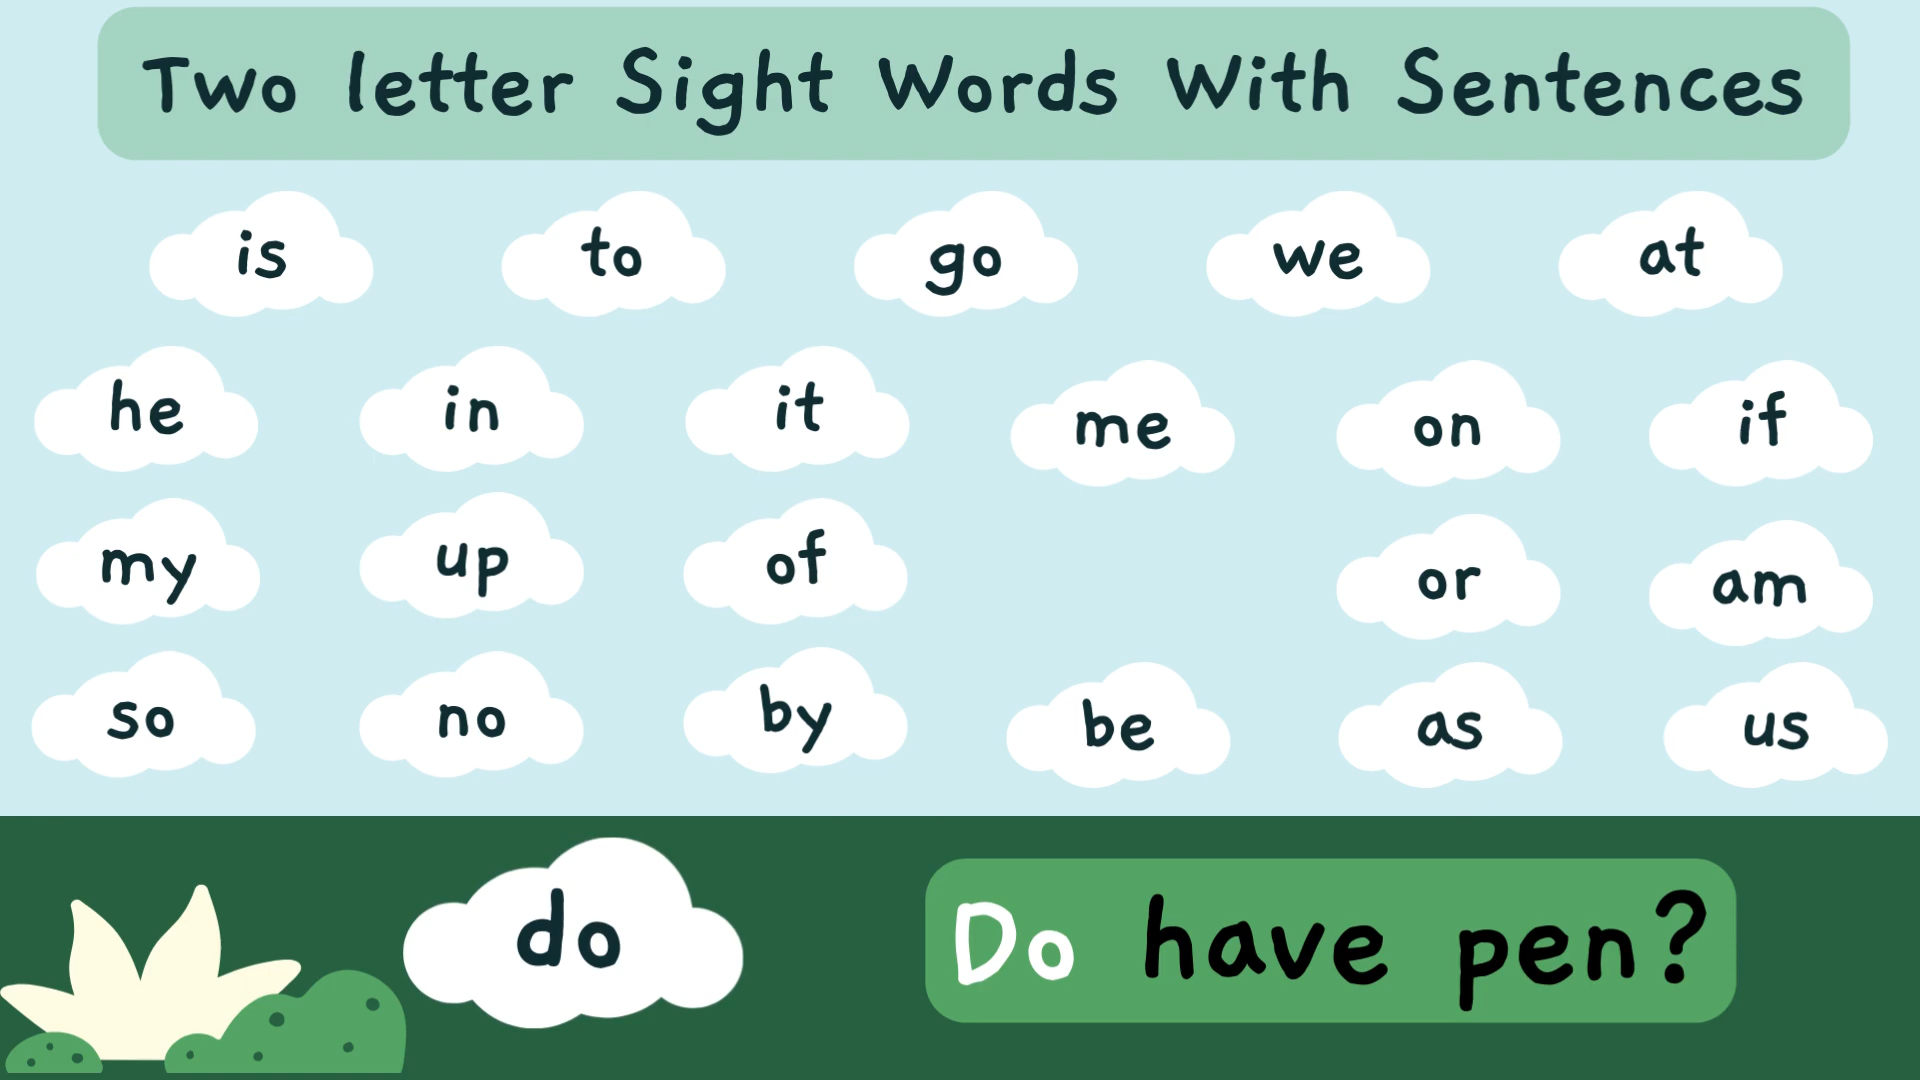 Two letter Sight Words With Sentences
is to go we at
he in it me on if
my up of or am
so no by be as us
do
Do have pen?